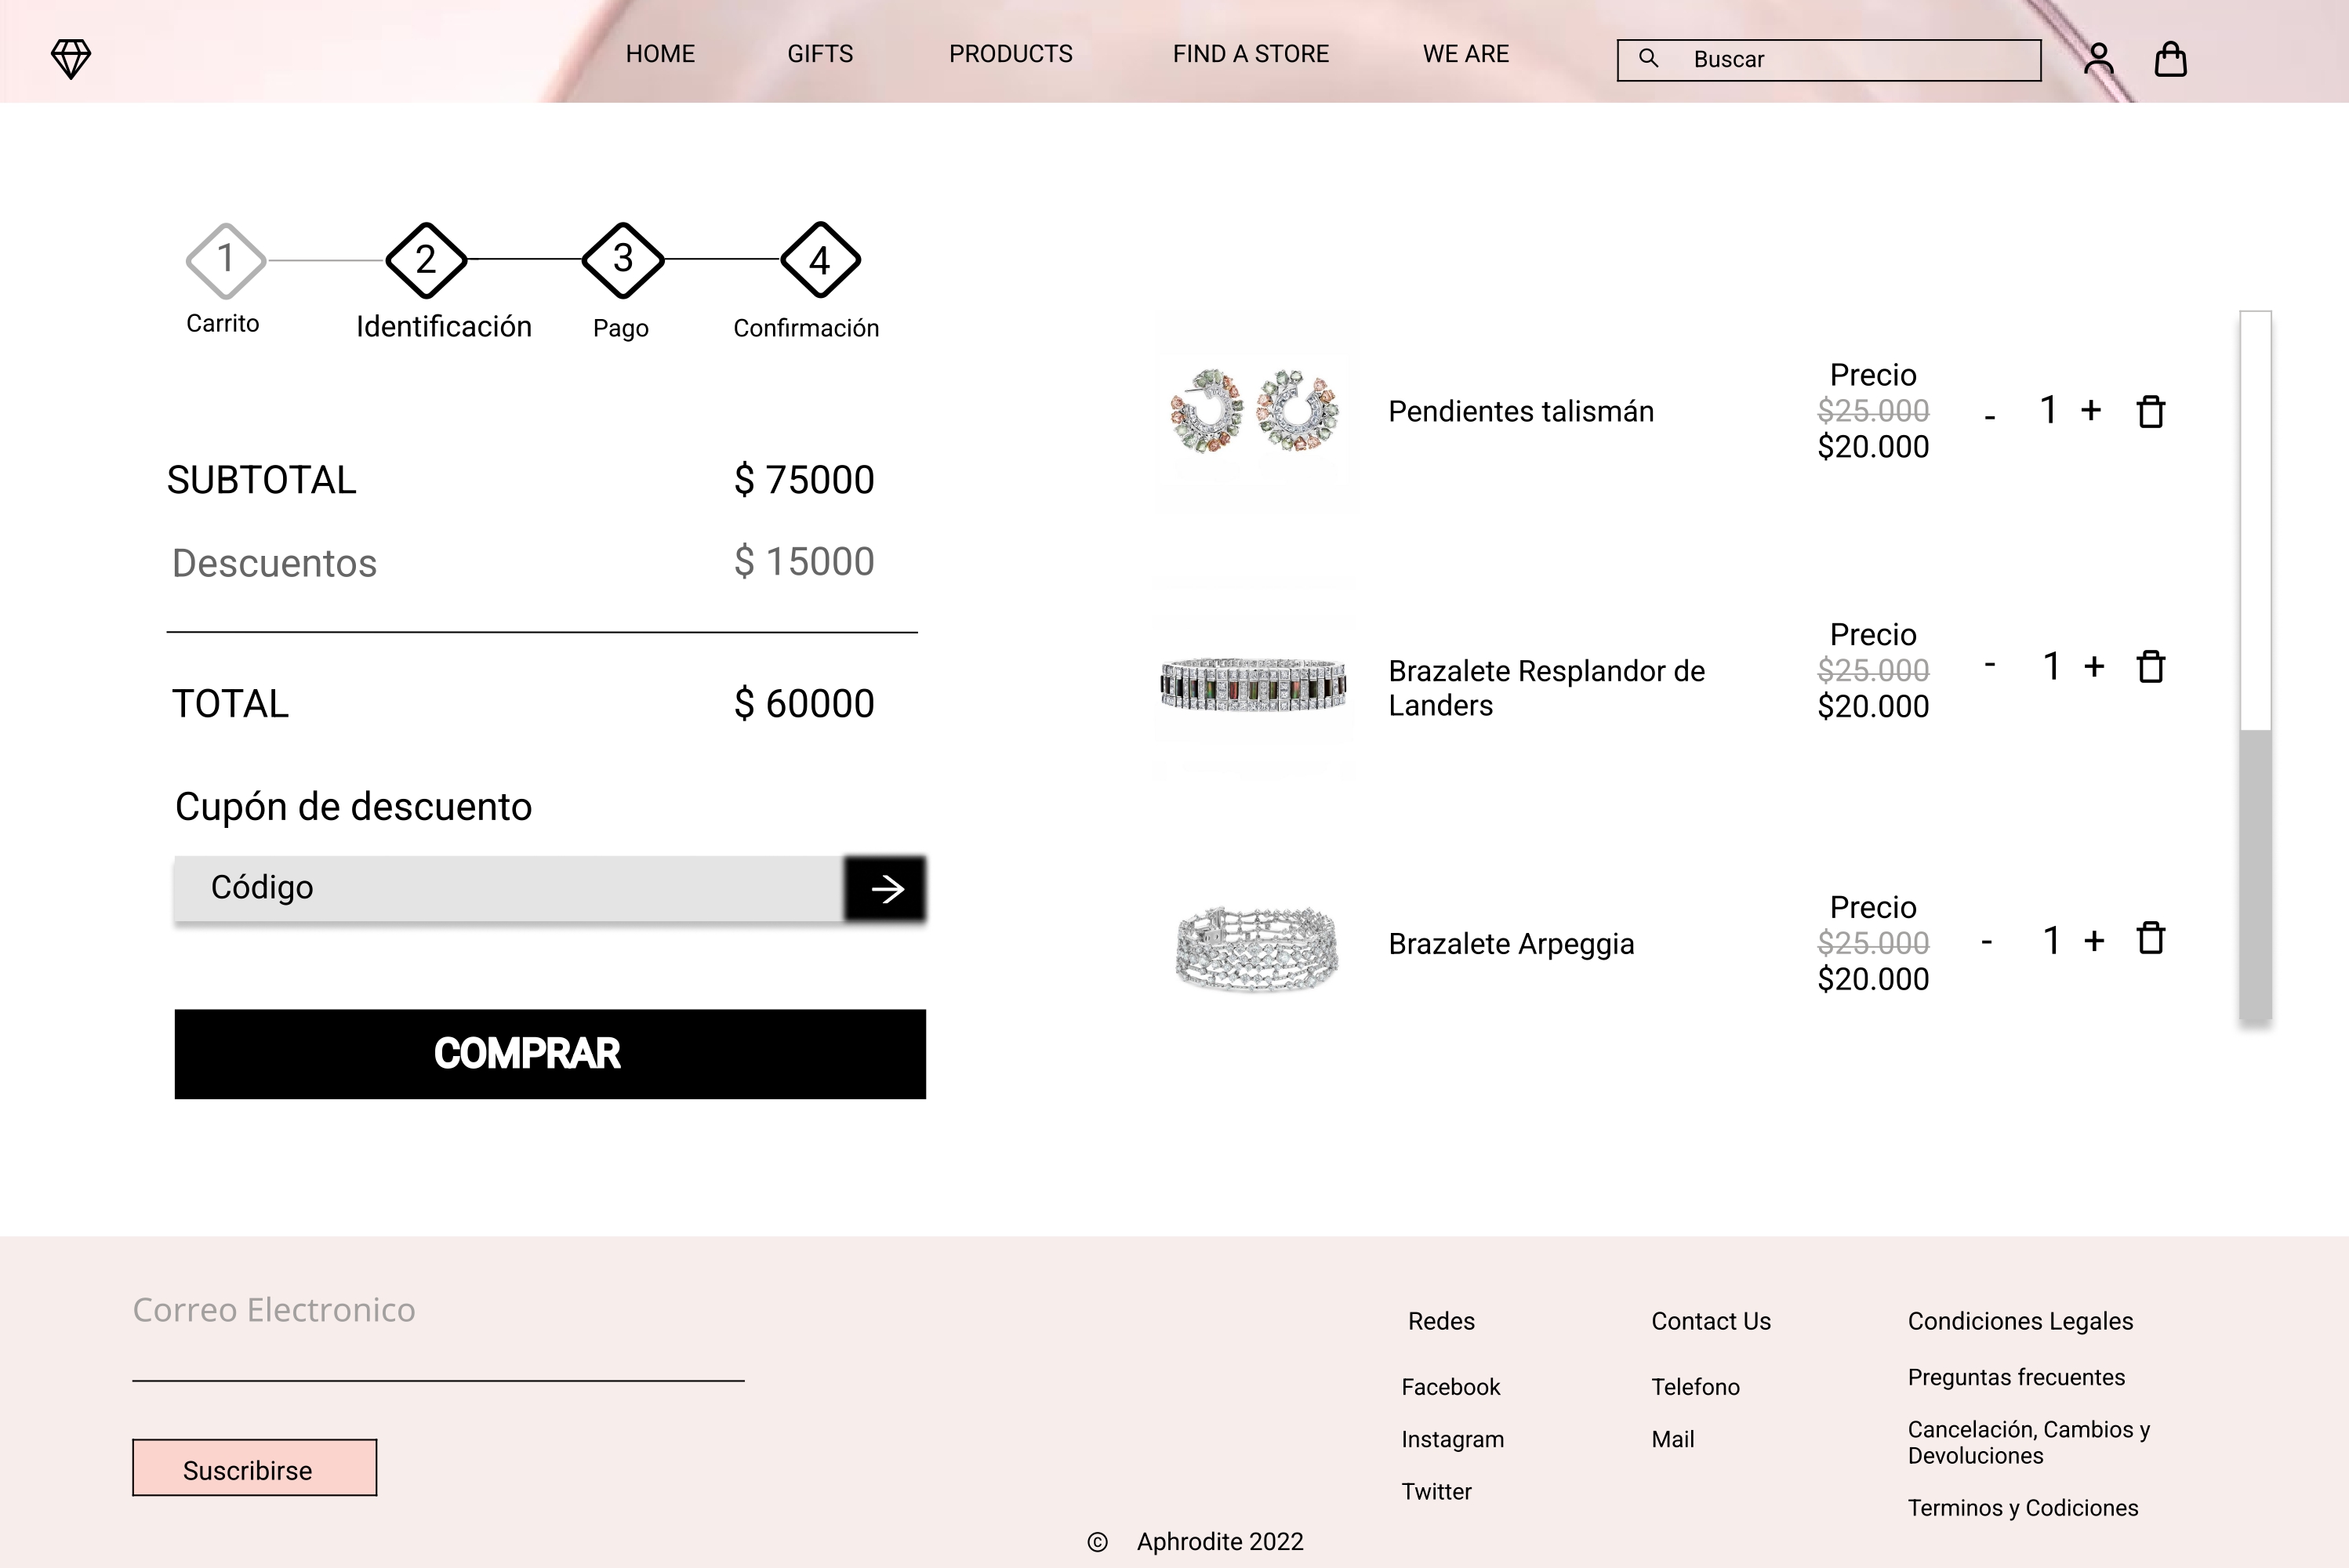 HOME
GIFTS
PRODUCTS
FIND A STORE
WE ARE
Buscar
1
2
3
4
Carrito
Identificación
Pago
Confirmación
SUBTOTAL
$ 75000
Descuentos
$ 15000
TOTAL
$ 60000
Cupón de descuento
Código
COMPRAR
Pendientes talismán
Precio
$25.000
$20.000
- 1 +
Brazalete Resplandor de
Landers
Precio
$25.000
$20.000
- 1 +
Brazalete Arpeggia
Precio
$25.000
$20.000
- 1 +
Correo Electronico
Suscribirse
Redes
Facebook
Instagram
Twitter
Contact Us
Telefono
Mail
Condiciones Legales
Preguntas frecuentes
Cancelación, Cambios y
Devoluciones
Terminos y Codiciones
© Aphrodite 2022